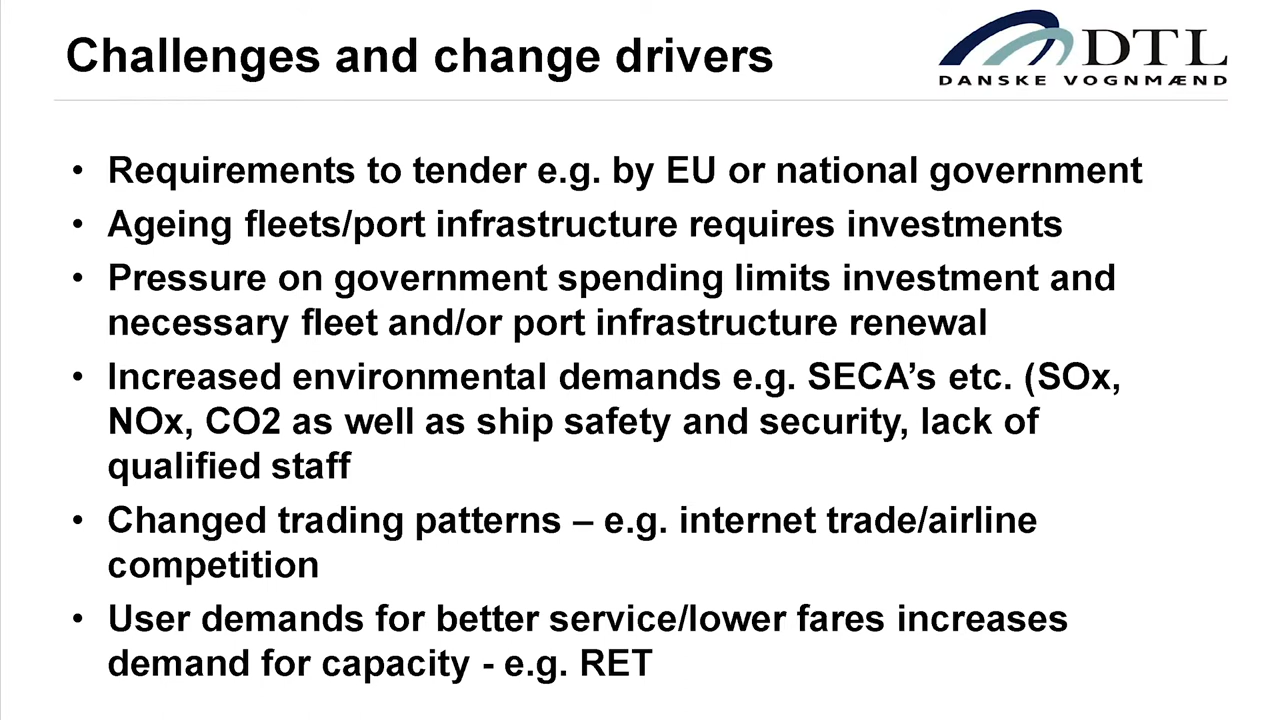 Challenges and change drivers
DTL
DANSKE VOGNMÆND
• Requirements to tender e.g. by EU or national government
• Ageing fleets/port infrastructure requires investments
• Pressure on government spending limits investment and
necessary fleet and/or port infrastructure renewal
• Increased environmental demands e.g. SECA’s etc. (SOx,
NOx, CO2 as well as ship safety and security, lack of
qualified staff
• Changed trading patterns – e.g. internet trade/airline
competition
• User demands for better service/lower fares increases
demand for capacity - e.g. RET